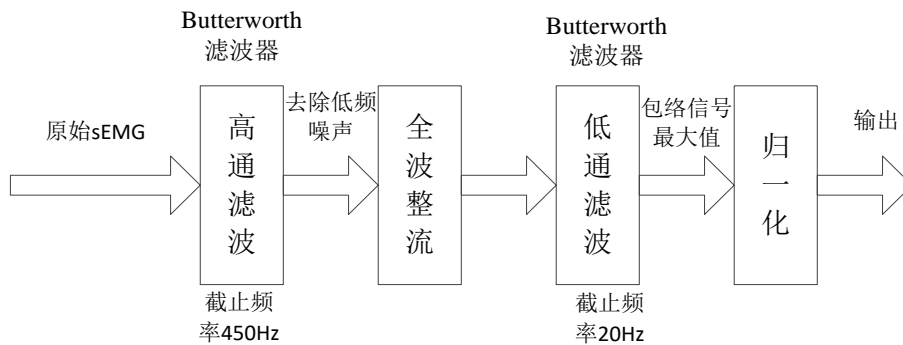 Butterworth
滤波器
Butterworth
滤波器
原始sEMG
高通滤波
去除低频
噪声
全波整流
低通滤波
包络信号
最大值
归一化
输出
截止频
率450Hz
截止频
率20Hz